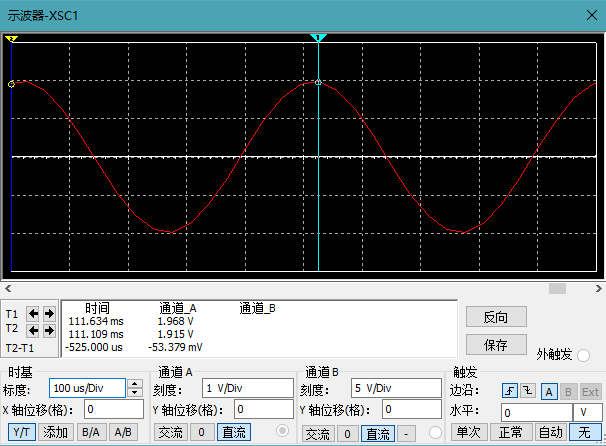 示波器-XSC1
2
1
时间 通道_A 通道_B
T1 111.634 ms 1.968 V
T2 111.109 ms 1.915 V
T2-T1 -525.000 us -53.379 mV
反向
保存
外触发
时基 通道 A 通道 B 触发
标度： 100 us/Div 刻度： 1 V/Div 刻度： 5 V/Div 边沿： A B Ext
X 轴位移(格)： 0 Y 轴位移(格)： 0 Y 轴位移(格)： 0 水平： 0 V
Y/T 添加 B/A A/B 交流 0 直流 交流 0 直流 - 单次 正常 自动 无